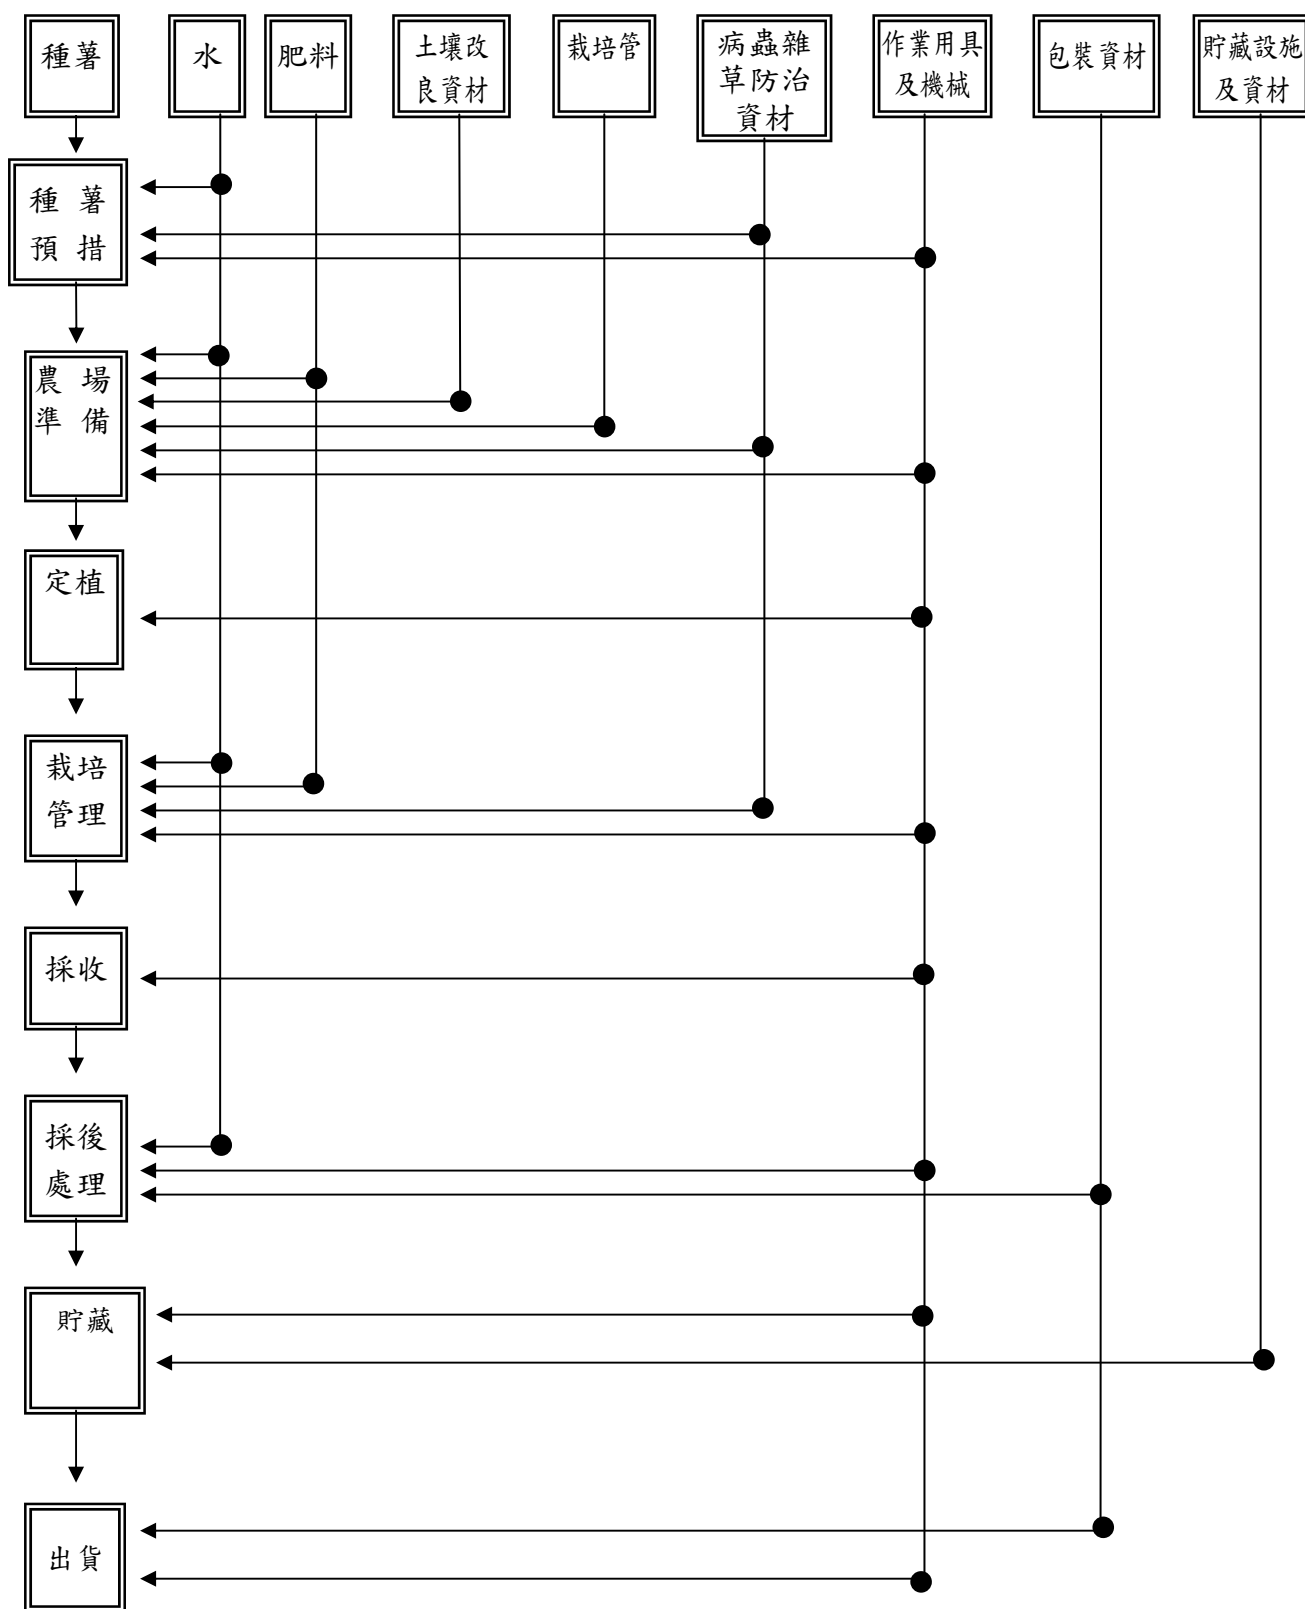 種薯
水
肥料
土壤改
良資材
栽培管
病蟲雜
草防治
資材
作業用具
及機械
包裝資材
貯藏設施
及資材
種 薯
預 措
農 場
準 備
定植
栽培
管理
採收
採後
處理
貯藏
出貨